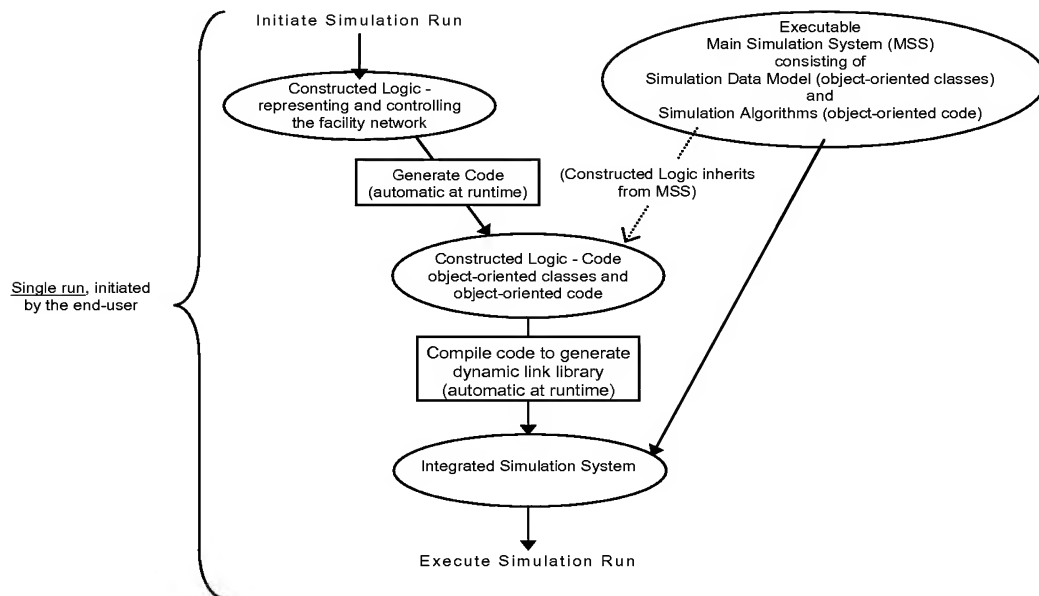 Initiate Simulation Run
Executable
Main Simulation System (MSS)
consisting of
Simulation Data Model (object-oriented classes)
and
Simulation Algorithms (object-oriented code)
Constructed Logic -
representing and controlling
the facility network
Generate Code
(automatic at runtime)
(Constructed Logic inherits
from MSS)
Constructed Logic - Code
object-oriented classes and
object-oriented code
Single run, initiated
by the end-user
Compile code to generate
dynamic link library
(automatic at runtime)
Integrated Simulation System
Execute Simulation Run